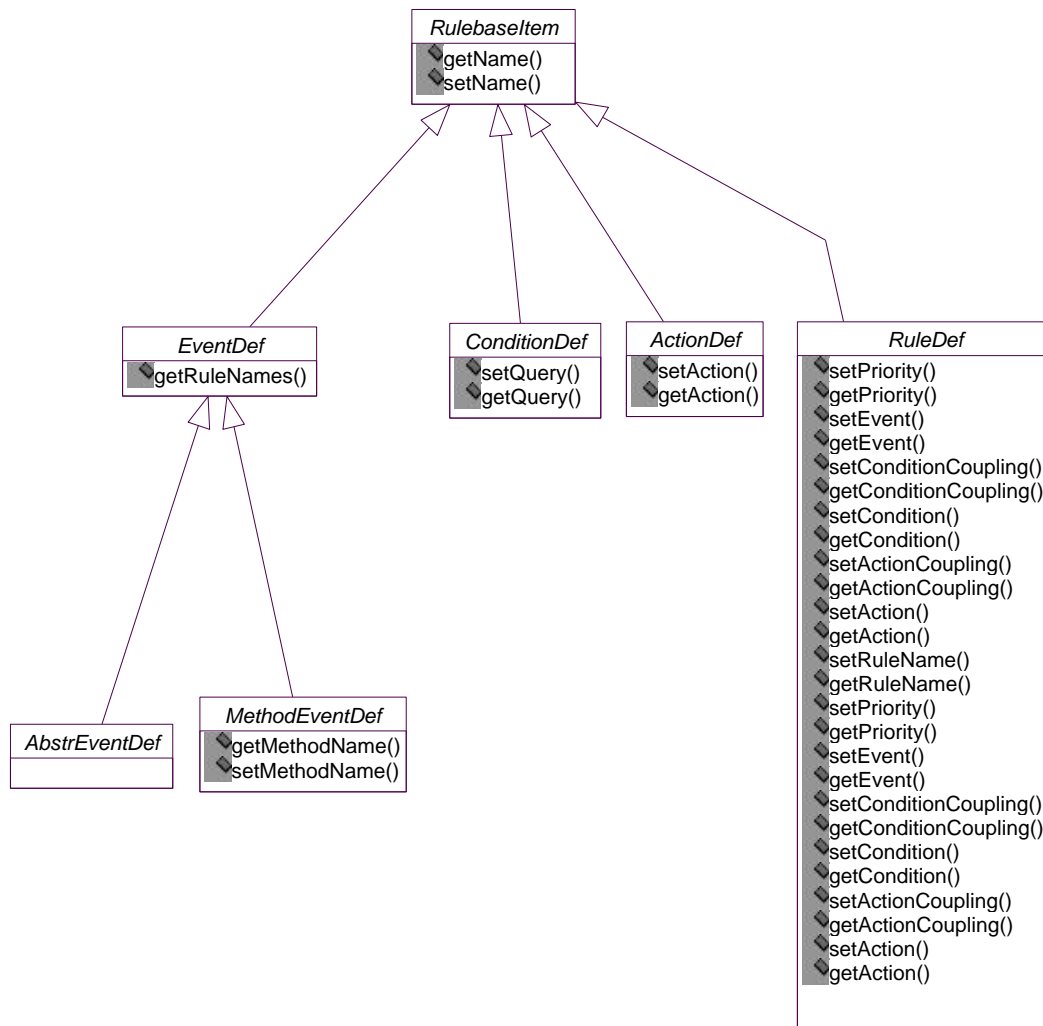 RulebaseItem
getName()
setName()
EventDef
getRuleNames()
ConditionDef
setQuery()
getQuery()
ActionDef
setAction()
getAction()
RuleDef
setPriority()
getPriority()
setEvent()
getEvent()
setConditionCoupling()
getConditionCoupling()
setCondition()
getCondition()
setActionCoupling()
getActionCoupling()
setAction()
getAction()
setRuleName()
getRuleName()
setPriority()
getPriority()
setEvent()
getEvent()
setConditionCoupling()
getConditionCoupling()
setCondition()
getCondition()
setActionCoupling()
getActionCoupling()
setAction()
getAction()
AbstrEventDef
MethodEventDef
getMethodName()
setMethodName()